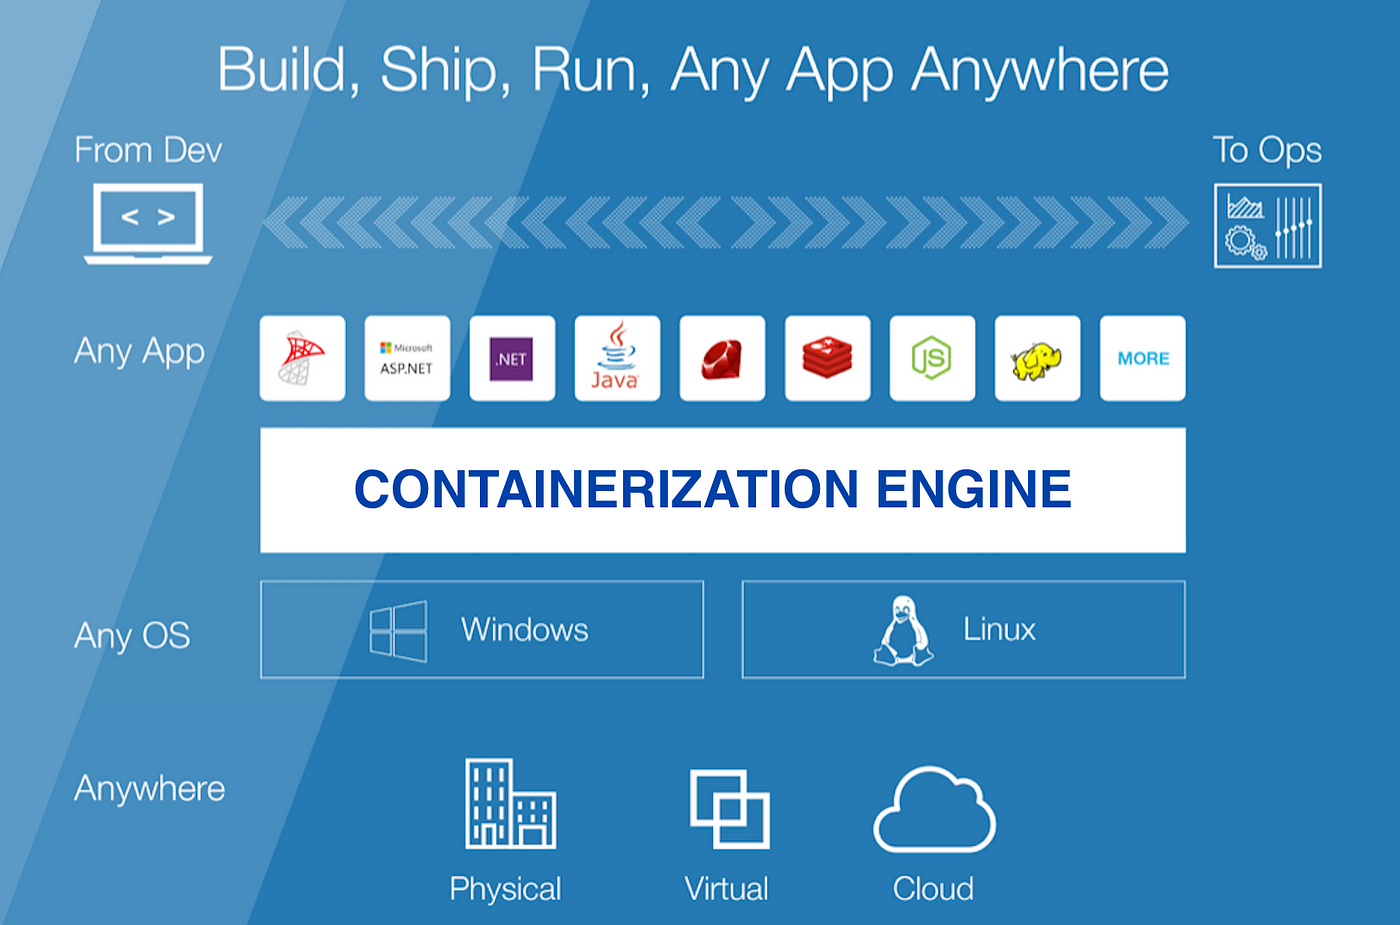 Build, Ship, Run, Any App Anywhere
From Dev
To Ops
< >
Any App
Microsoft
ASP.NET
.NET
Java
JS
MORE
CONTAINERIZATION ENGINE
Any OS
Windows
Linux
Anywhere
Physical
Virtual
Cloud